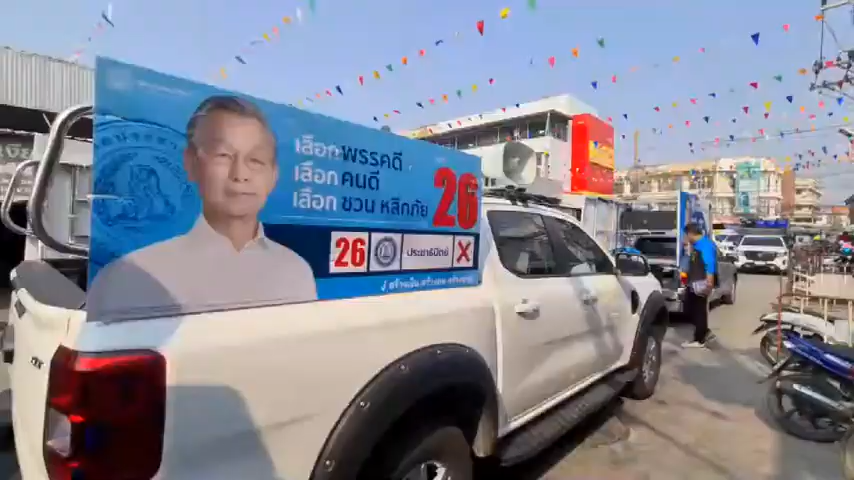 เลือก พรรคดี
เลือก คนดี
เลือก ชวน หลีกภัย
26
26 ประชาธิปัตย์ X